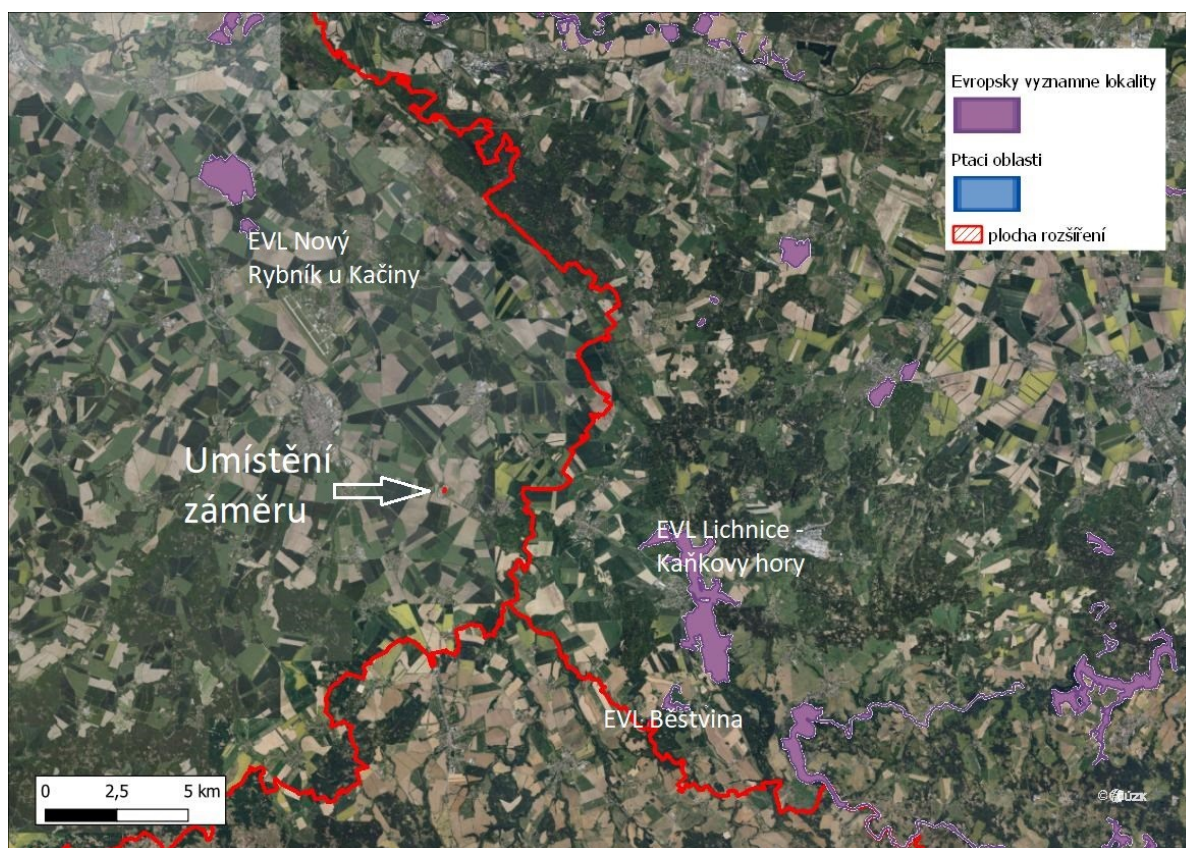 Evropsky vyznamne lokality
Ptaci oblasti
plocha rozšíření
EVL Nový
Rybník u Kačiny
Umístění
záměru
EVL Lichnice -
Kaňkovy hory
EVL Běstvina
0 2,5 5 km
© ČÚZK